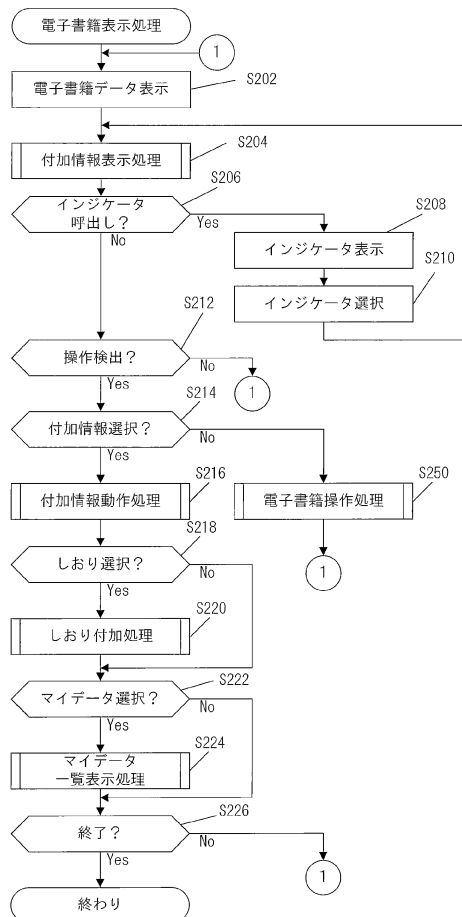 電子書籍表示処理
1
S202
電子書籍データ表示
S204
付加情報表示処理
S206
インジケータ
呼出し?
Yes
No
S208
インジケータ表示
S210
インジケータ選択
S212
操作検出?
No
Yes
1
S214
付加情報選択?
No
Yes
S216
付加情報動作処理
S250
電子書籍操作処理
S218
しおり選択?
No
Yes
1
S220
しおり付加処理
S222
マイデータ選択?
No
Yes
S224
マイデータ
一覧表示処理
S226
終了?
No
Yes
1
終わり